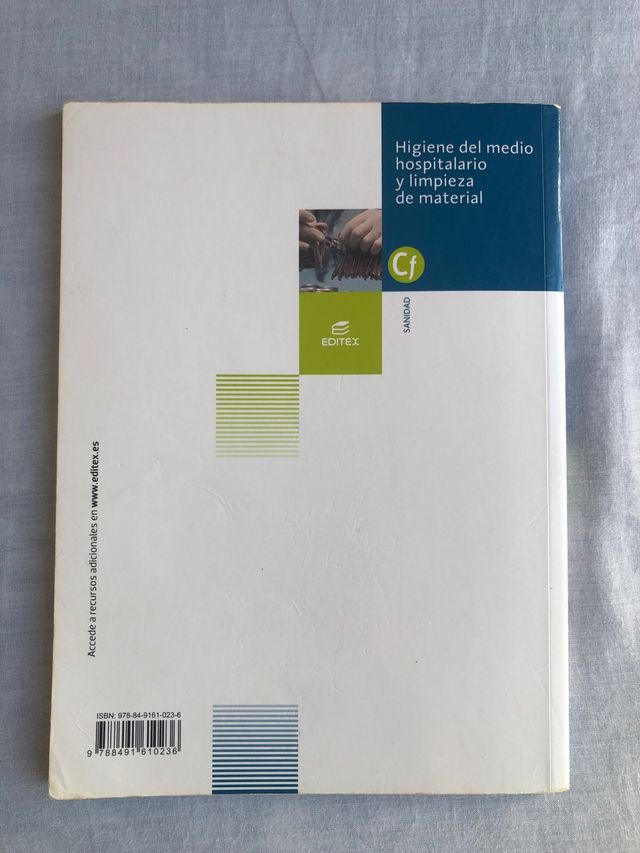 Higiene del medio
hospitalario
y limpieza
de material
Cf
SANIDAD
EDITEX
Accede a recursos adicionales en www.editex.es
ISBN: 978-84-9161-023-6
9 788491 610236